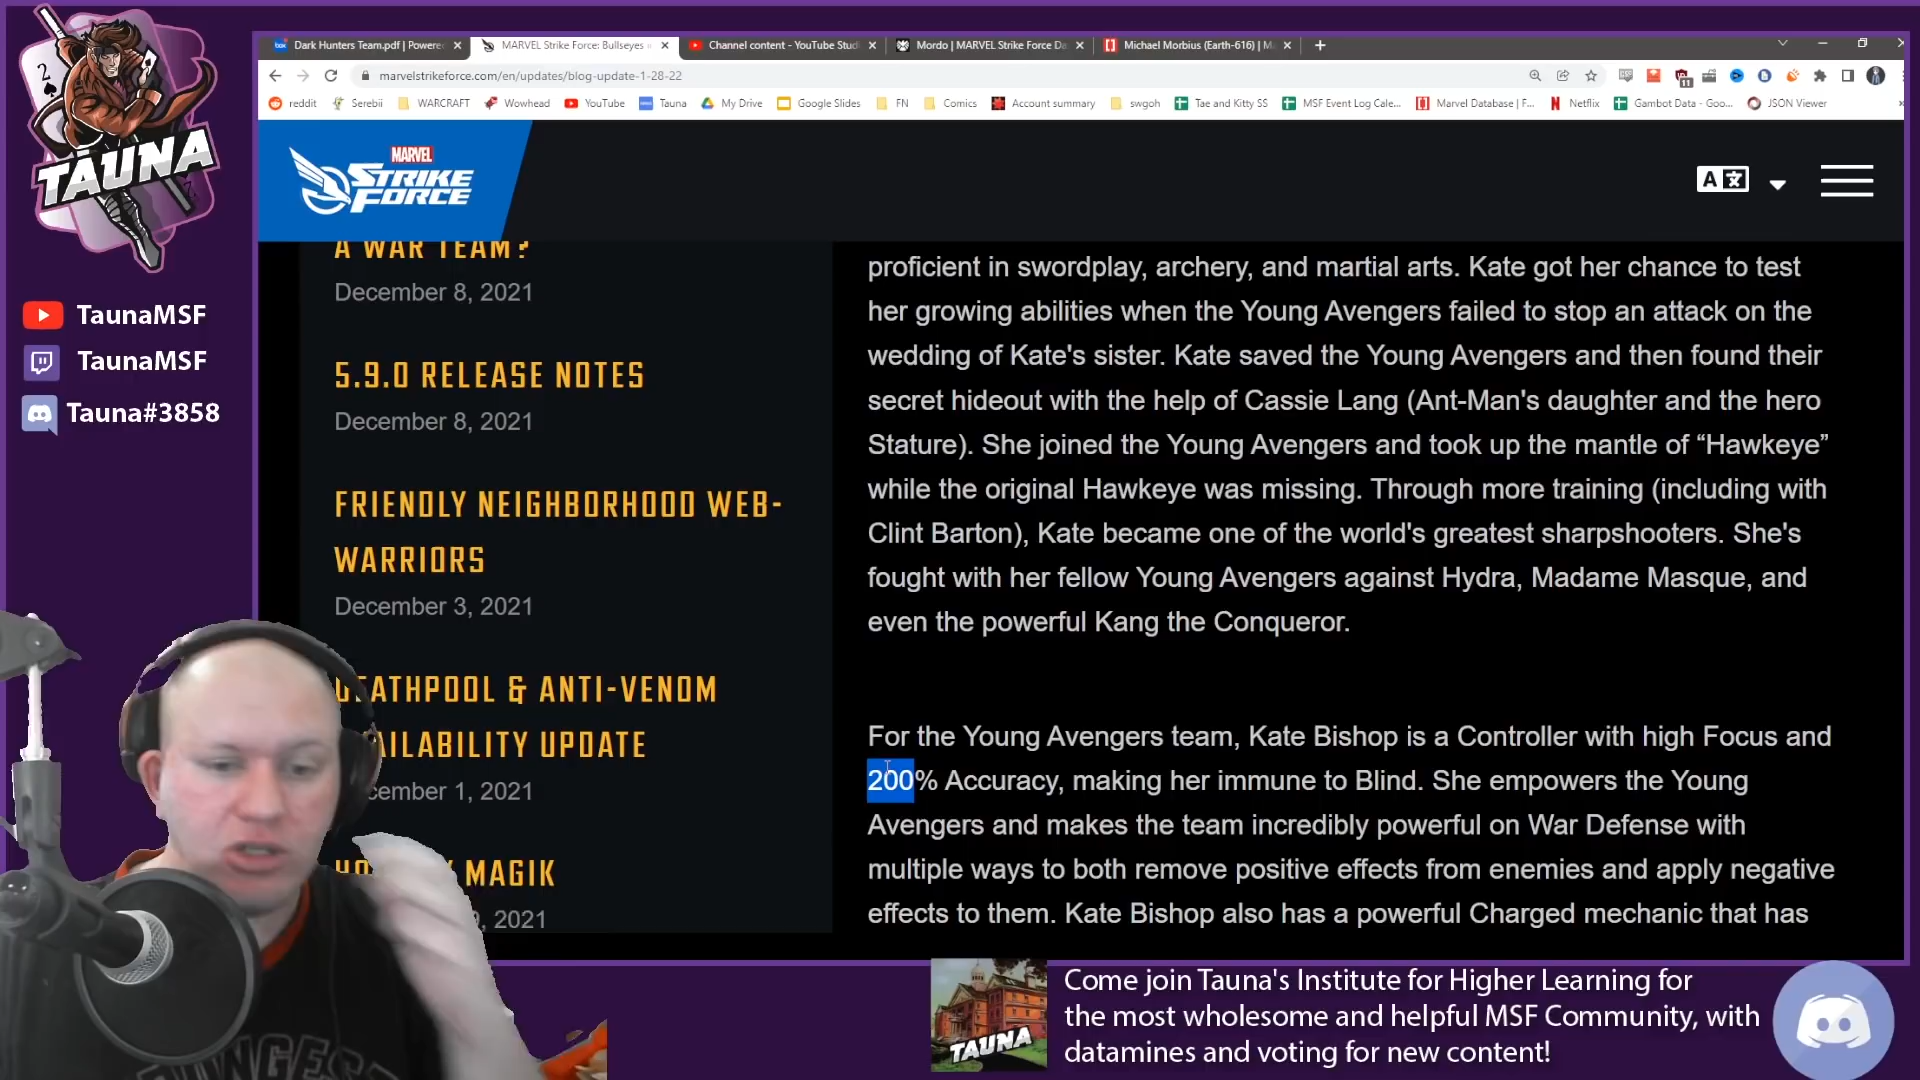 2
TAUNA
TaunaMSF
TaunaMSF
Tauna#3858
box Dark Hunters Team.pdf | Powere
MARVEL Strike Force: Bullseyes
Channel content - YouTube Stud
Mordo | MARVEL Strike Force Da
Michael Morbius (Earth-616) | M
marvelstrikeforce.com/en/updates/blog-update-1-28-22
11
reddit
Serebii
WARCRAFT
Wowhead
YouTube
Tauna
My Drive
Google Slides
FN
Comics
Account summary
swgoh
Tae and Kitty SS
MSF Event Log Cale...
Marvel Database | F...
Netflix
Gambot Data - Goo...
JSON Viewer
MARVEL
STRIKE
FORCE
A
A WAR TEAM?
December 8, 2021
5.9.0 RELEASE NOTES
December 8, 2021
FRIENDLY NEIGHBORHOOD WEB-
WARRIORS
December 3, 2021
DEATHPOOL & ANTI-VENOM
AILABILITY UPDATE
cember 1, 2021
HO
MAGIK
, 2021
proficient in swordplay, archery, and martial arts. Kate got her chance to test
her growing abilities when the Young Avengers failed to stop an attack on the
wedding of Kate's sister. Kate saved the Young Avengers and then found their
secret hideout with the help of Cassie Lang (Ant-Man's daughter and the hero
Stature). She joined the Young Avengers and took up the mantle of “Hawkeye”
while the original Hawkeye was missing. Through more training (including with
Clint Barton), Kate became one of the world's greatest sharpshooters. She's
fought with her fellow Young Avengers against Hydra, Madame Masque, and
even the powerful Kang the Conqueror.
For the Young Avengers team, Kate Bishop is a Controller with high Focus and
200% Accuracy, making her immune to Blind. She empowers the Young
Avengers and makes the team incredibly powerful on War Defense with
multiple ways to both remove positive effects from enemies and apply negative
effects to them. Kate Bishop also has a powerful Charged mechanic that has
TAUNA
Come join Tauna's Institute for Higher Learning for
the most wholesome and helpful MSF Community, with
datamines and voting for new content!